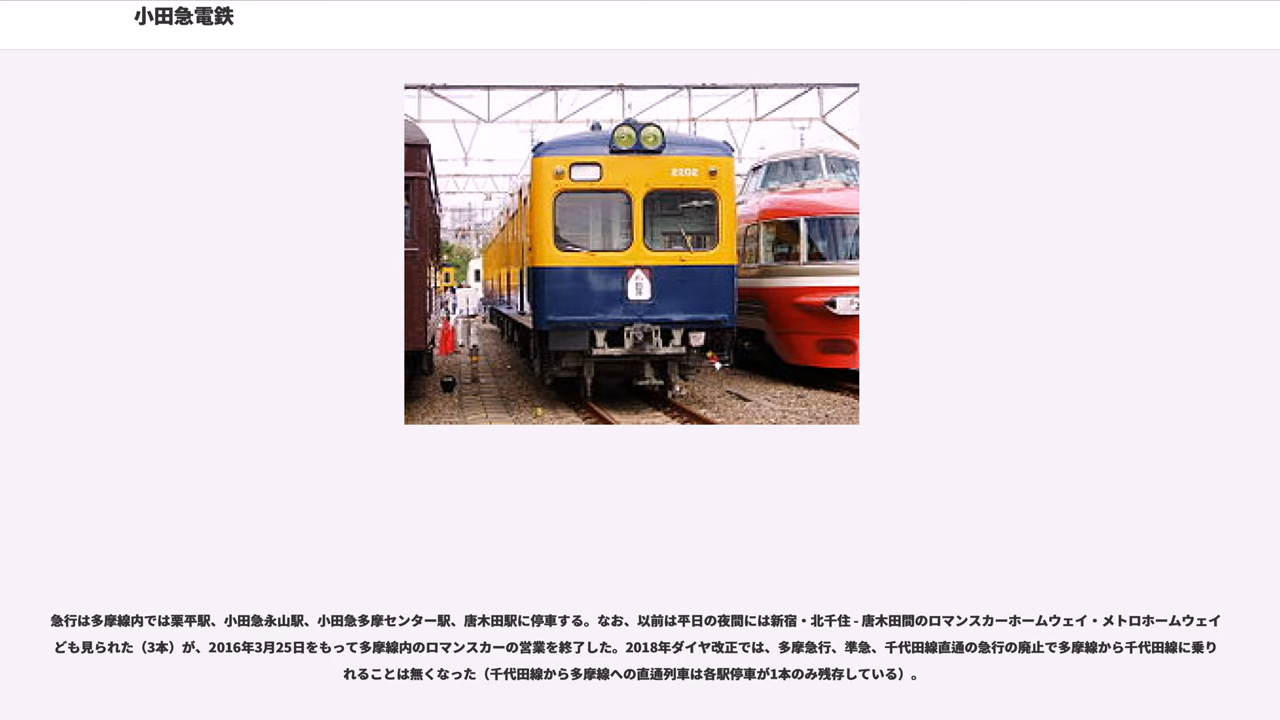 小田急電鉄
2202
急行は多摩線内では栗平駅、小田急永山駅、小田急多摩センター駅、唐木田駅に停車する。なお、以前は平日の夜間には新宿・北千住 - 唐木田間のロマンスカーホームウェイ・メトロホームウェイ
ども見られた（3本）が、2016年3月25日をもって多摩線内のロマンスカーの営業を終了した。2018年ダイヤ改正では、多摩急行、準急、千代田線直通の急行の廃止で多摩線から千代田線に乗り
れることは無くなった（千代田線から多摩線への直通列車は各駅停車が1本のみ残存している）。